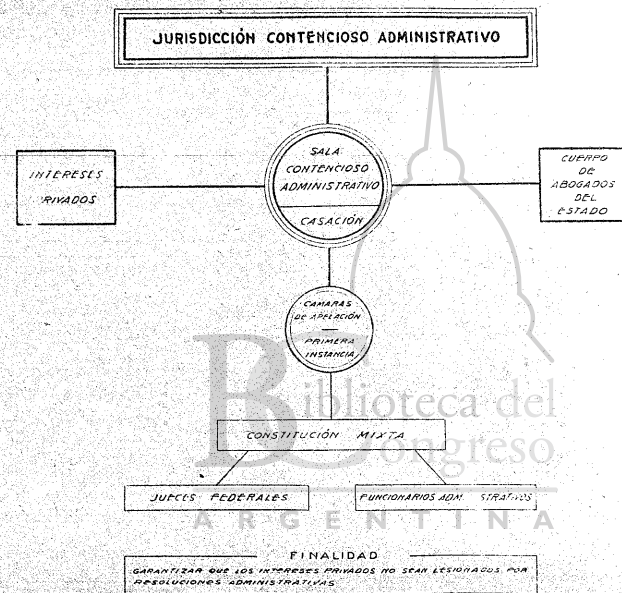 JURISDICCIÓN CONTENCIOSO ADMINISTRATIVO
SALA
CONTENCIOSO
ADMINISTRATIVO
CASACIÓN
INTERESES
PRIVADOS
CUERPO
DE
ABOGADOS
DEL
ESTADO
CAMARAS
DE APELACIÓN
—
PRIMERA
INSTANCIA
CONSTITUCIÓN MIXTA
JUECES FEDERALES
FUNCIONARIOS ADM STRATIVOS
FINALIDAD
GARANTIZAR QUE LOS INTERESES PRIVADOS NO SEAN LESIONADOS POR
RESOLUCIONES ADMINISTRATIVAS
Biblioteca del
Congreso
ARGENTINA